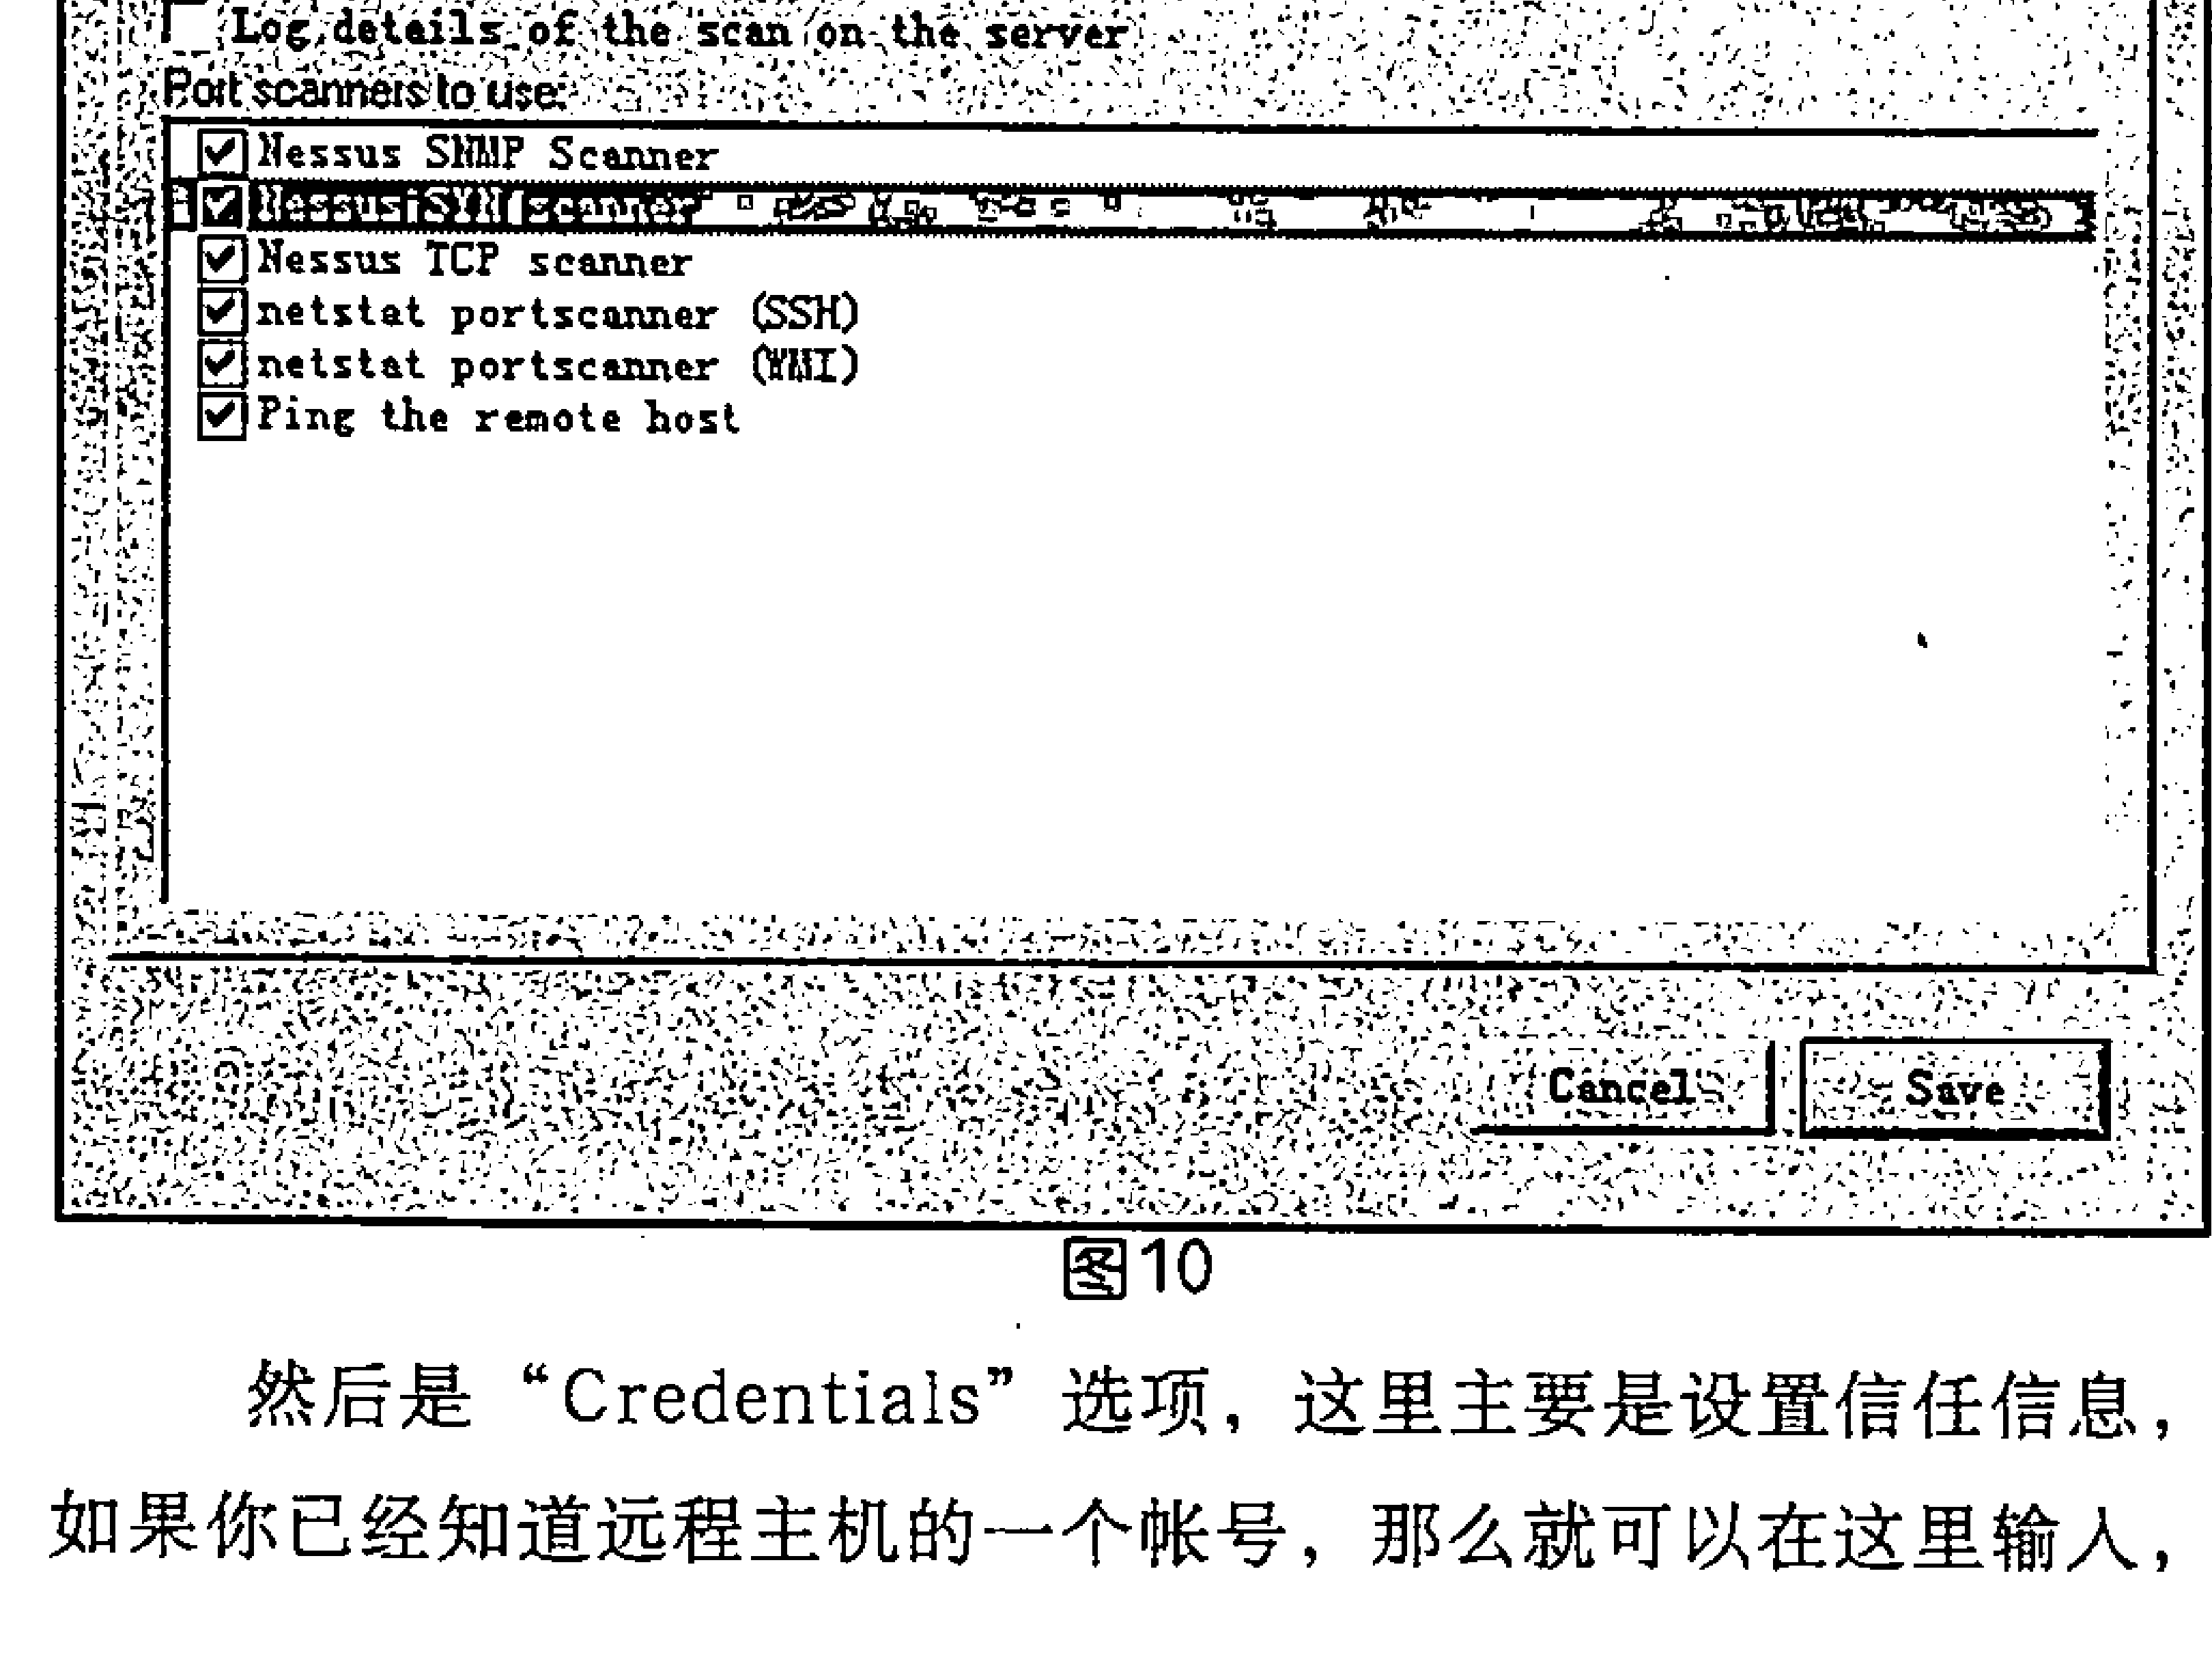 Log details of the scan on the server
Port scanners to use:
Nessus SNMP Scanner
Nessus SYN scanner
Nessus TCP scanner
netstat portscanner (SSH)
netstat portscanner (WMI)
Ping the remote host
Cancel
Save
图10
然后是“Credentials”选项，这里主要是设置信任信息，
如果你已经知道远程主机的一个帐号，那么就可以在这里输入，